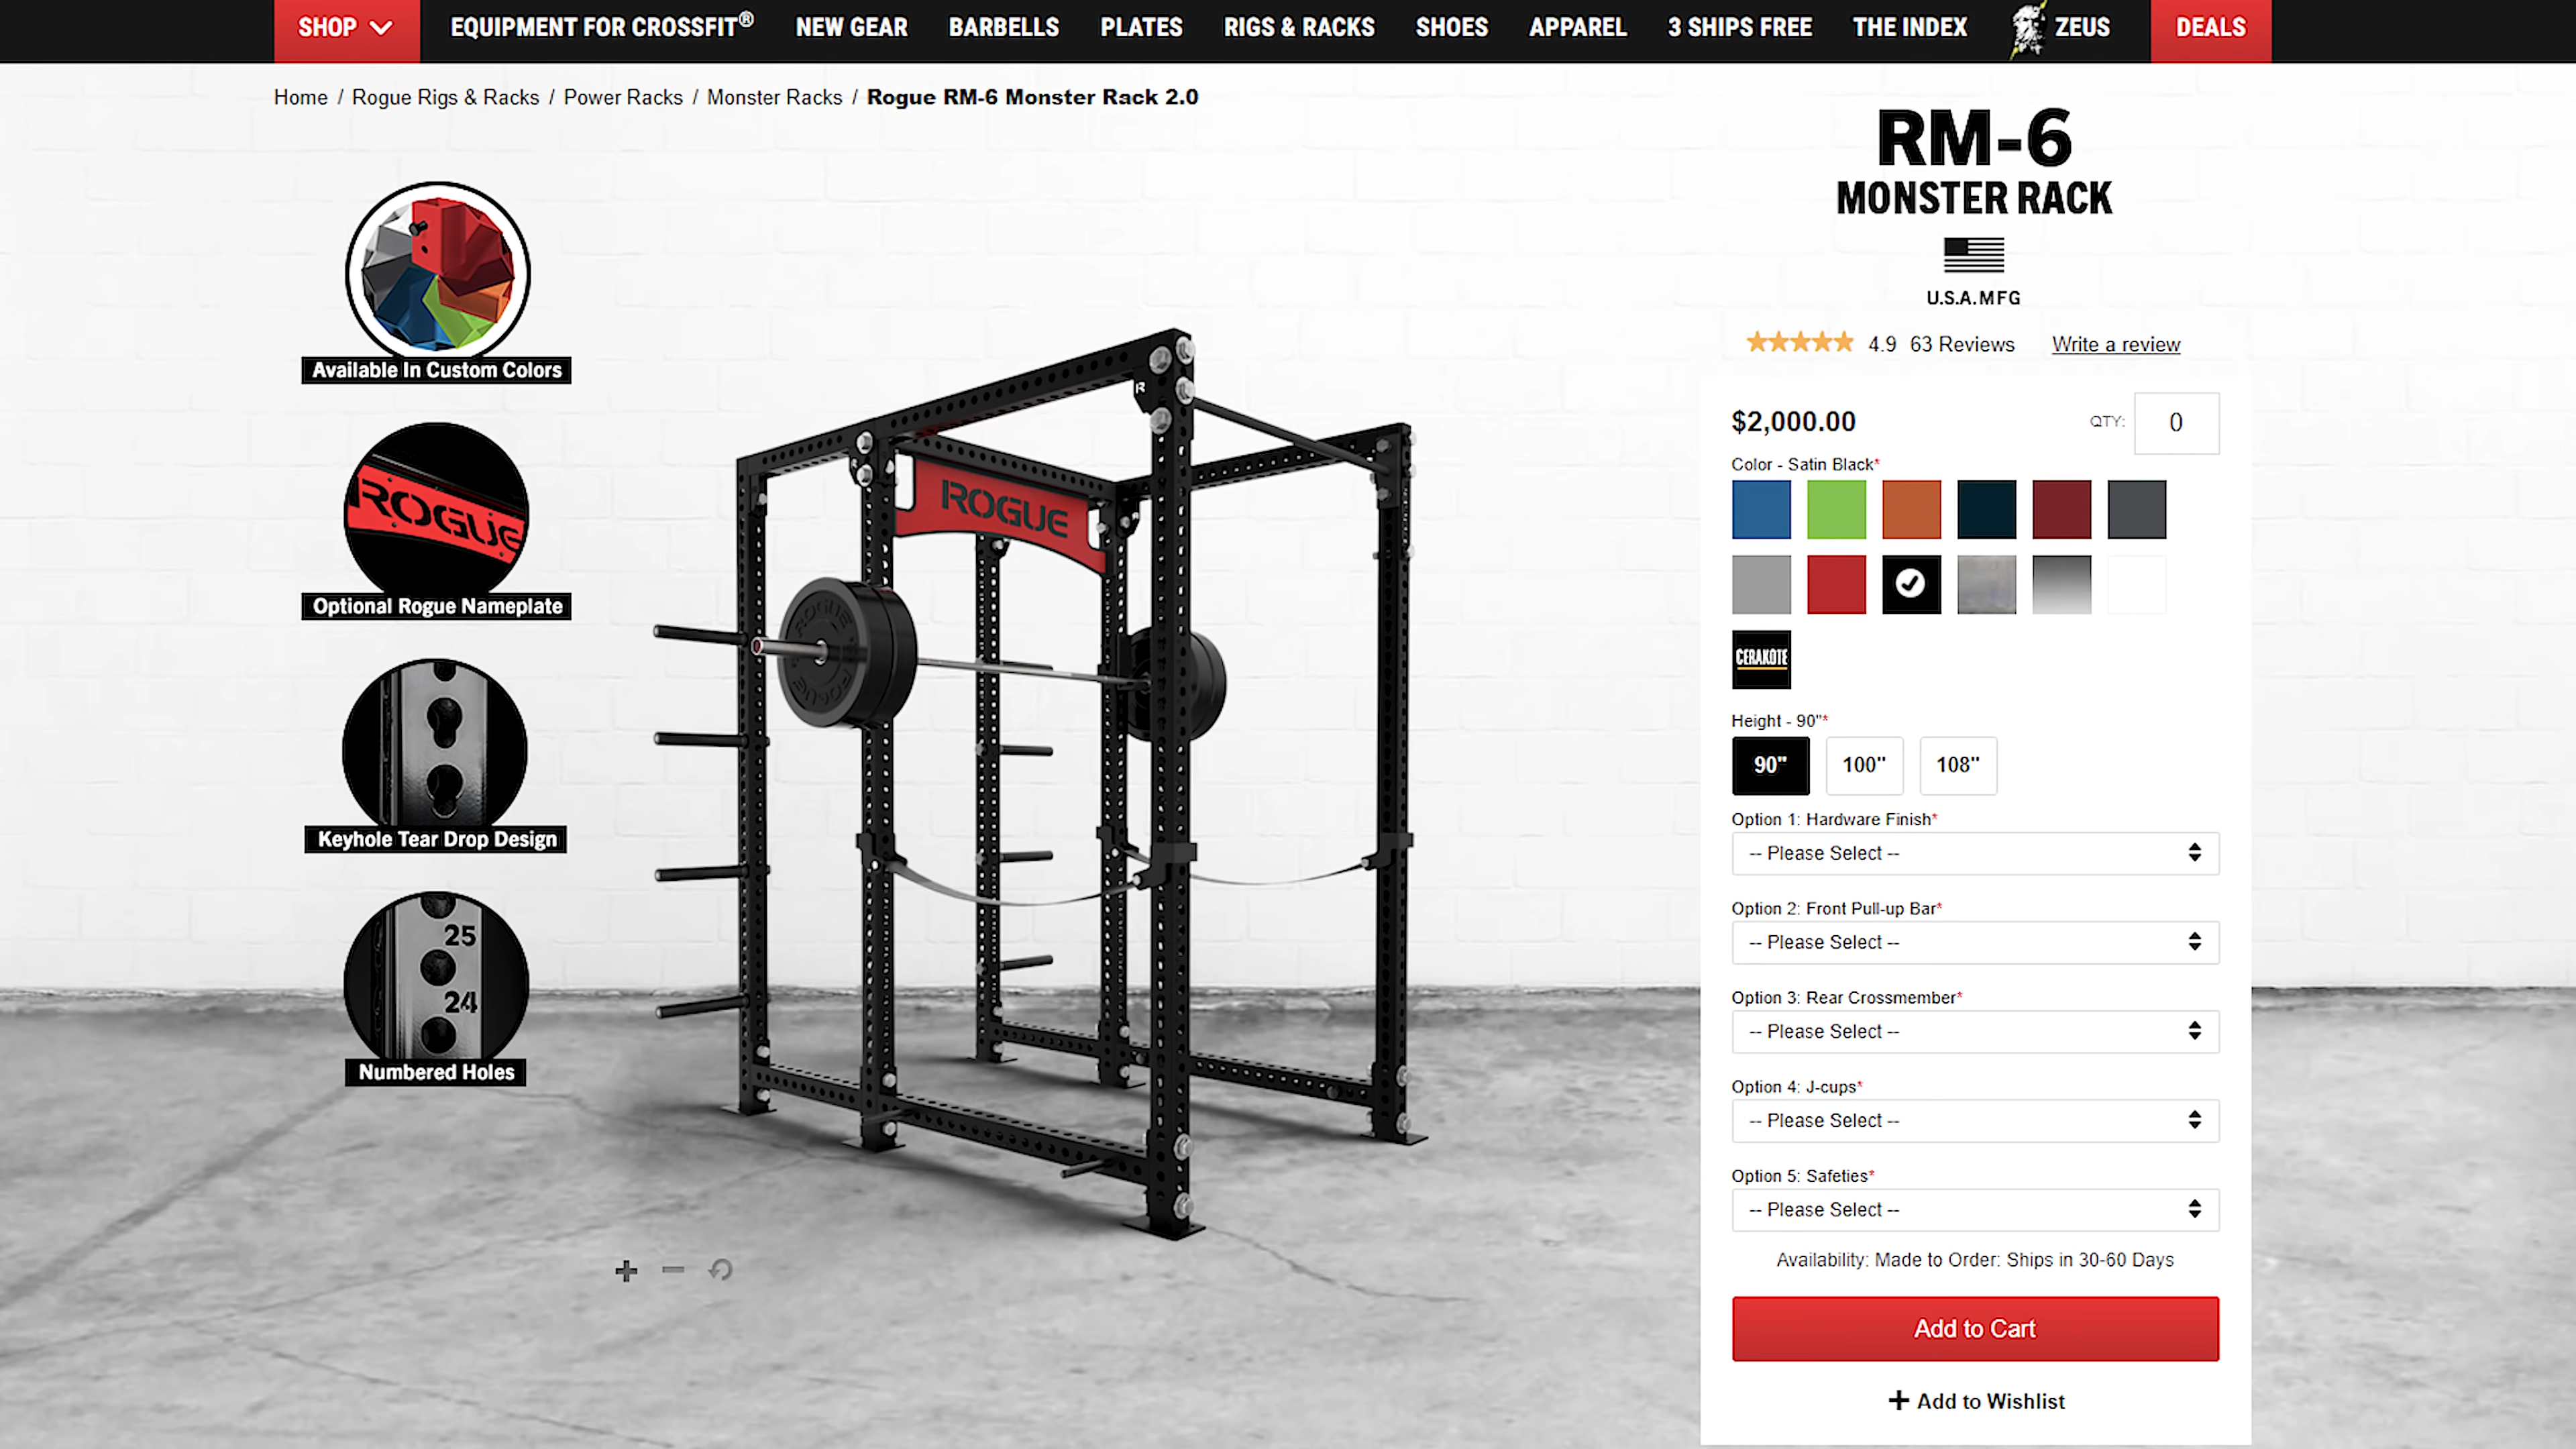 SHOP
EQUIPMENT FOR CROSSFIT®
NEW GEAR
BARBELLS
PLATES
RIGS & RACKS
SHOES
APPAREL
3 SHIPS FREE
THE INDEX
ZEUS
DEALS
Home / Rogue Rigs & Racks / Power Racks / Monster Racks / Rogue RM-6 Monster Rack 2.0
Available In Custom Colors
ROGUE
Optional Rogue Nameplate
Keyhole Tear Drop Design
25
24
Numbered Holes
R
ROGUE
ROGUE
ROGUE
RM-6
MONSTER RACK
U.S.A.MFG
4.9 63 Reviews Write a review
$2,000.00
QTY: 0
Color - Satin Black*
CERAKOTE
Height - 90"*
90" 100" 108"
Option 1: Hardware Finish*
-- Please Select --
Option 2: Front Pull-up Bar*
-- Please Select --
Option 3: Rear Crossmember*
-- Please Select --
Option 4: J-cups*
-- Please Select --
Option 5: Safeties*
-- Please Select --
Availability: Made to Order: Ships in 30-60 Days
Add to Cart
Add to Wishlist